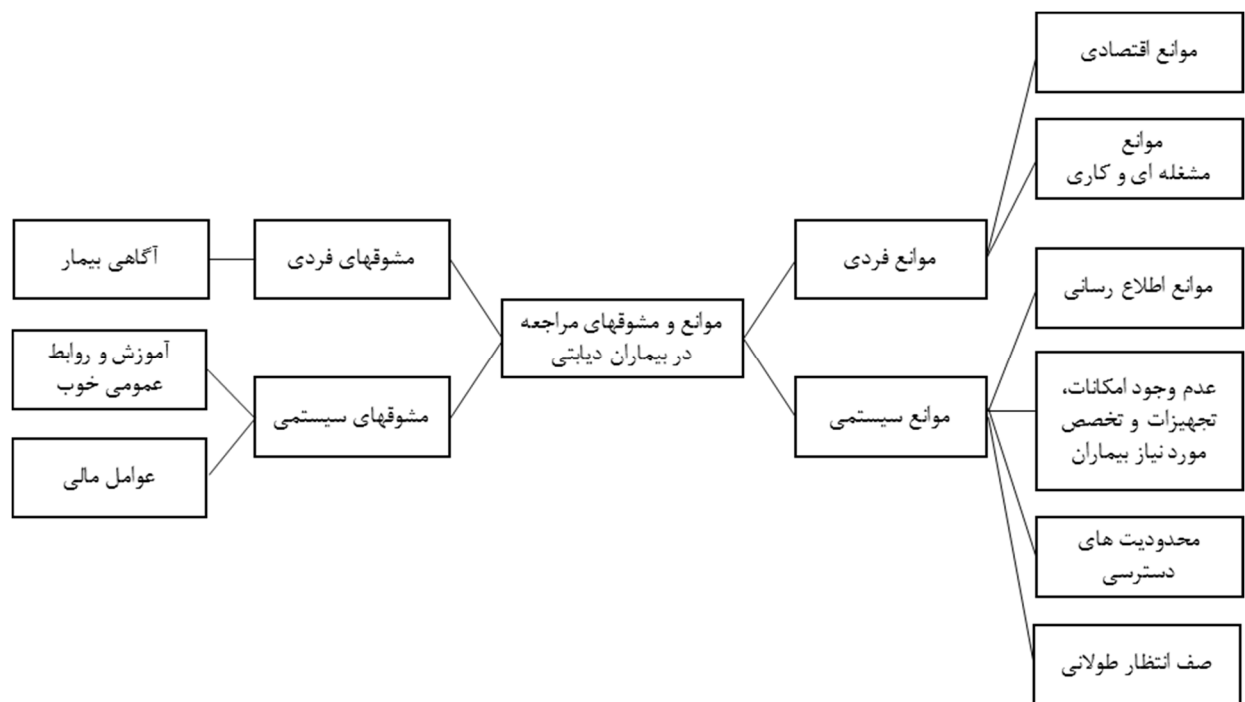 موانع اقتصادی
موانع
مشغله ای و کاری
موانع فردی
موانع اطلاع رسانی
عدم وجود امکانات،
تجهیزات و تخصص
مورد نیاز بیماران
محدودیت های
دسترسی
صف انتظار طولانی
موانع سیستمی
موانع و مشوقهای مراجعه
در بیماران دیابتی
مشوقهای فردی
آگاهی بیمار
مشوقهای سیستمی
آموزش و روابط
عمومی خوب
عوامل مالی